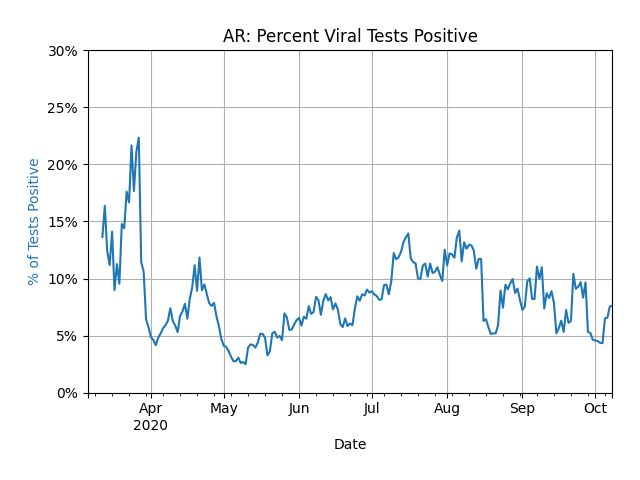 AR: Percent Viral Tests Positive
30%
25%
20%
15%
10%
5%
0%
% of Tests Positive
Apr
2020
May
Jun
Jul
Aug
Sep
Oct
Date